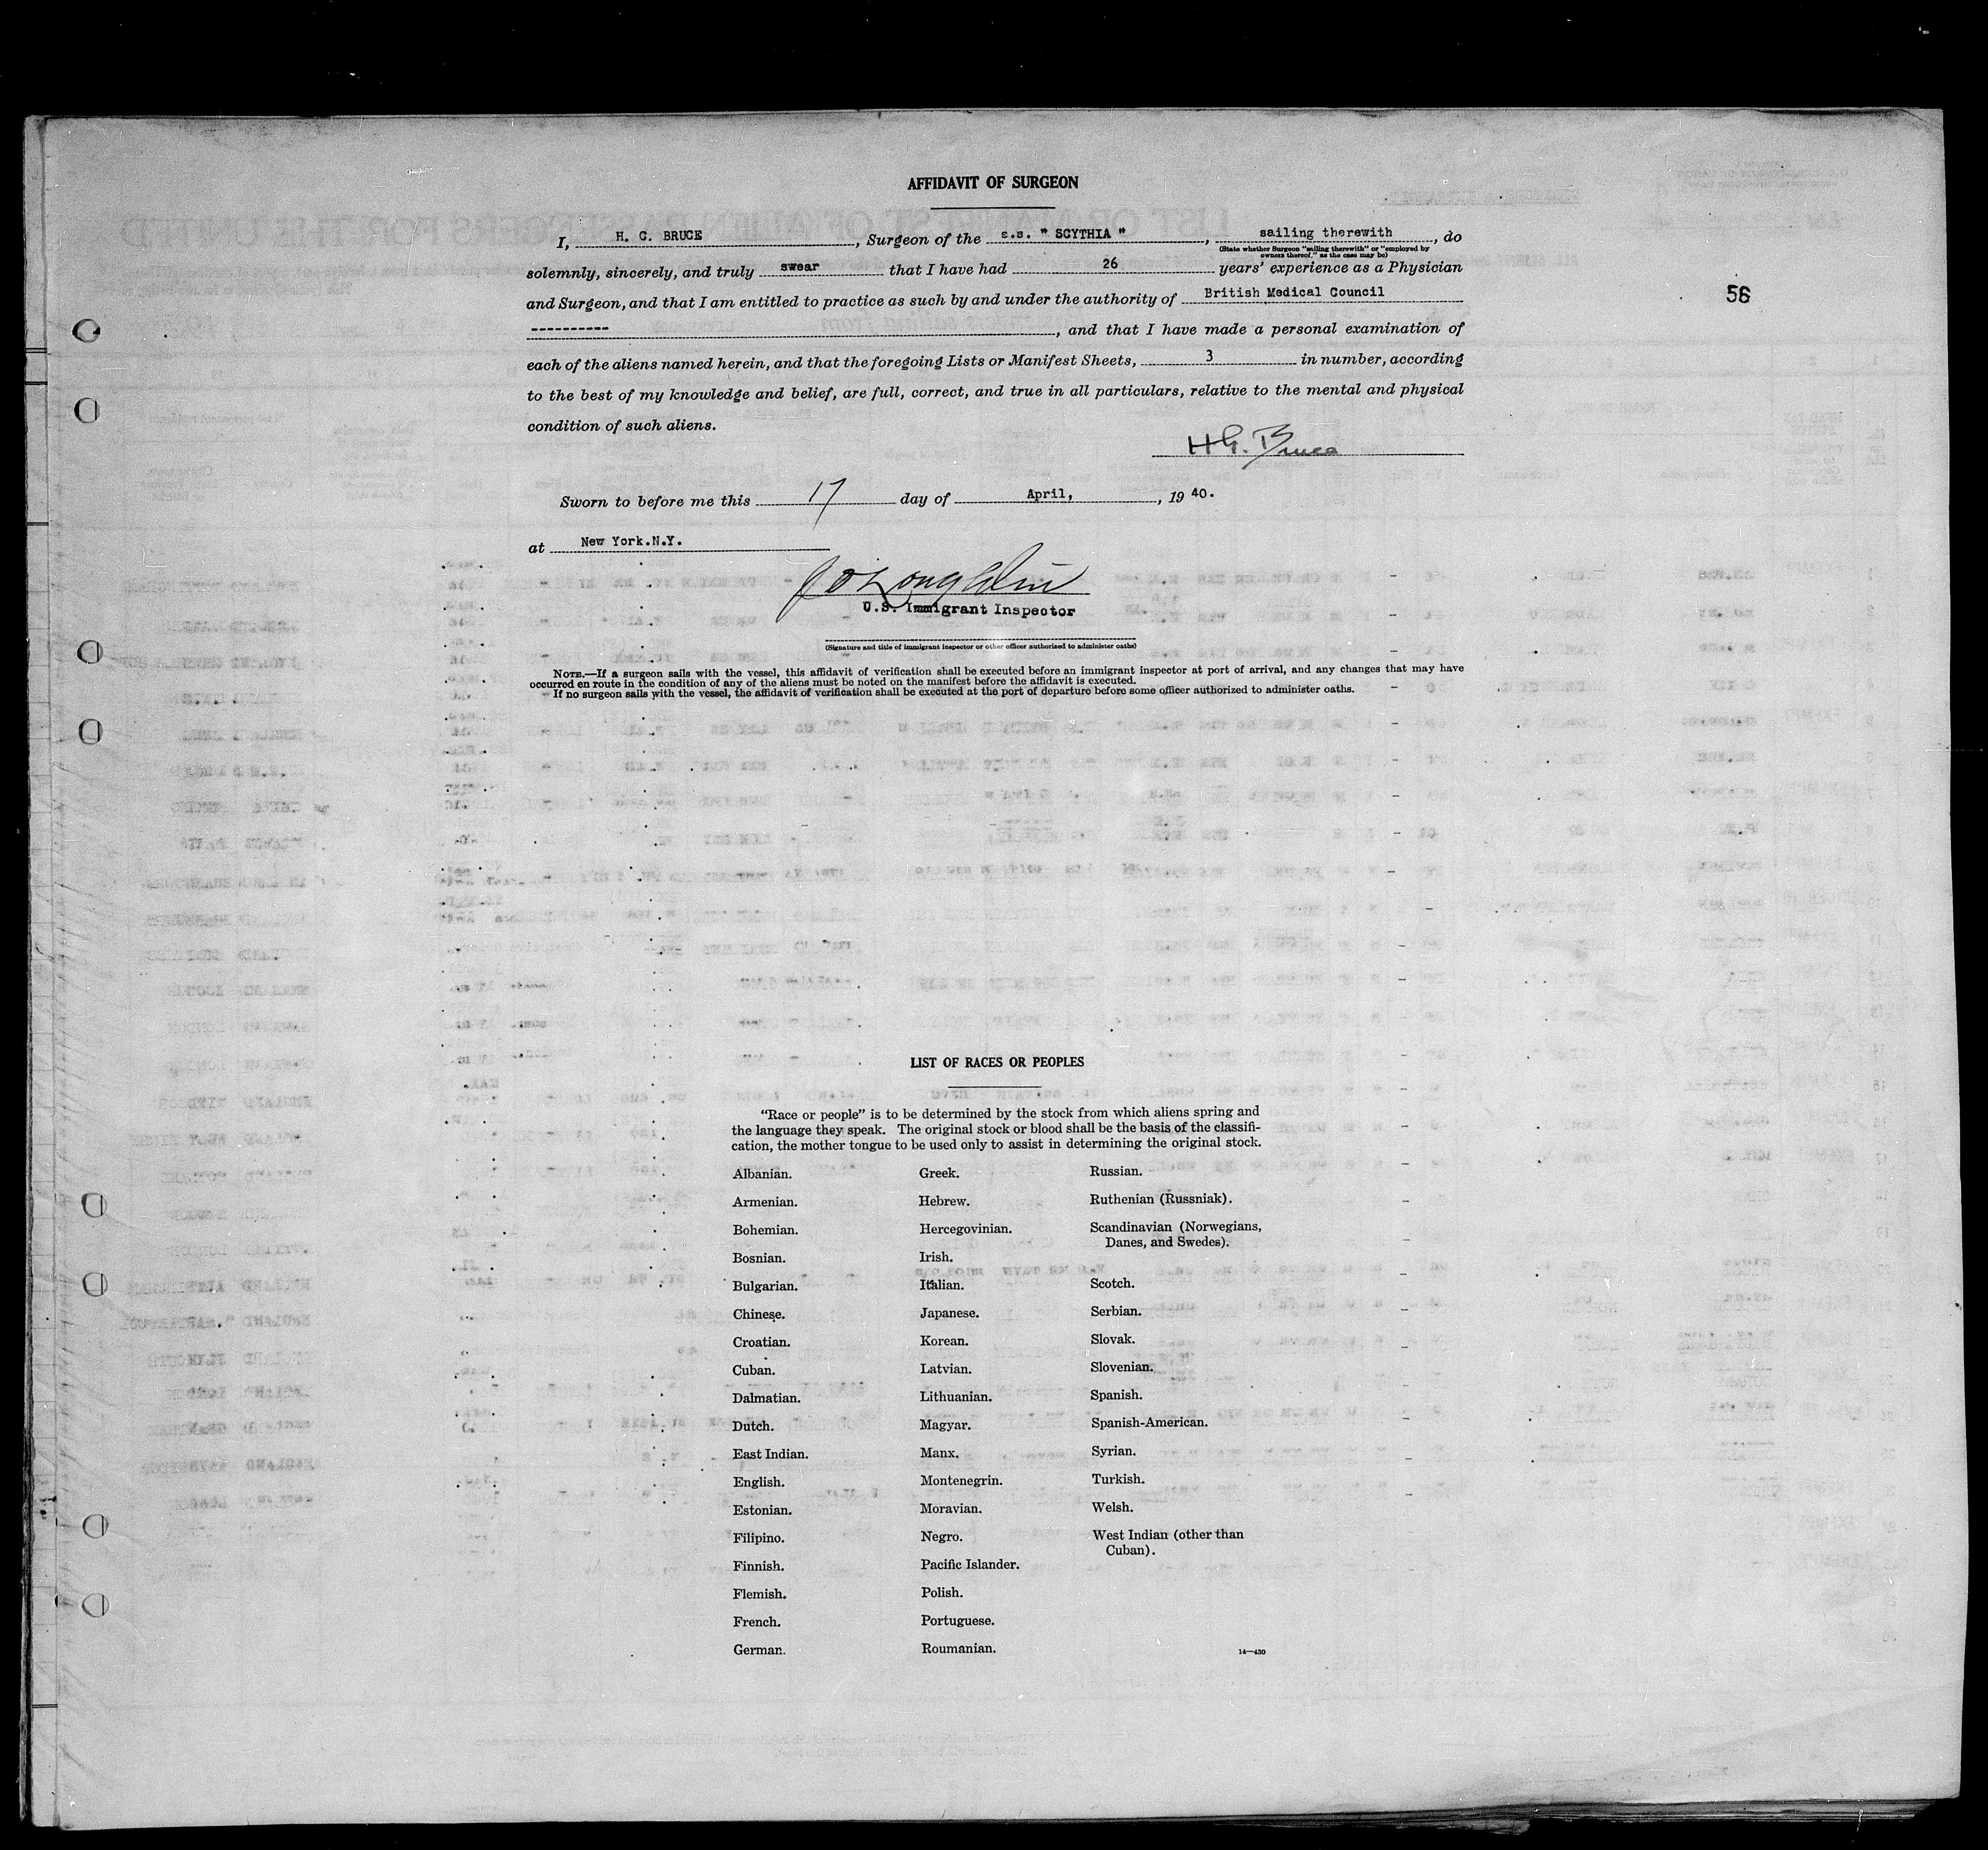 AFFIDAVIT OF SURGEON
I, H. G. BRUCE, Surgeon of the s.s. " SCYTHIA ", sailing therewith, do
(State whether Surgeon "sailing therewith" or "employed by
owners thereof," as the case may be)
solemnly, sincerely, and truly swear that I have had 26 years' experience as a Physician
and Surgeon, and that I am entitled to practice as such by and under the authority of British Medical Council
56
----------, and that I have made a personal examination of
each of the aliens named herein, and that the foregoing Lists or Manifest Sheets, 3 in number, according
to the best of my knowledge and belief, are full, correct, and true in all particulars, relative to the mental and physical
condition of such aliens.
H G. Bruce
Sworn to before me this 17 day of April, , 19 40.
at New York.N.Y.
U.S. Immigrant Inspector
(Signature and title of immigrant inspector or other officer authorized to administer oaths)
NOTE.—If a surgeon sails with the vessel, this affidavit of verification shall be executed before an immigrant inspector at port of arrival, and any changes that may have
occurred en route in the condition of any of the aliens must be noted on the manifest before the affidavit is executed.
If no surgeon sails with the vessel, the affidavit of verification shall be executed at the port of departure before some officer authorized to administer oaths.
LIST OF RACES OR PEOPLES
"Race or people" is to be determined by the stock from which aliens spring and
the language they speak. The original stock or blood shall be the basis of the classifi-
cation, the mother tongue to be used only to assist in determining the original stock.
Albanian.
Armenian.
Bohemian.
Bosnian.
Bulgarian.
Chinese.
Croatian.
Cuban.
Dalmatian.
Dutch.
East Indian.
English.
Estonian.
Filipino.
Finnish.
Flemish.
French.
German.
Greek.
Hebrew.
Hercegovinian.
Irish.
Italian.
Japanese.
Korean.
Latvian.
Lithuanian.
Magyar.
Manx.
Montenegrin.
Moravian.
Negro.
Pacific Islander.
Polish.
Portuguese.
Roumanian.
Russian.
Ruthenian (Russniak).
Scandinavian (Norwegians,
Danes, and Swedes).
Scotch.
Serbian.
Slovak.
Slovenian.
Spanish.
Spanish-American.
Syrian.
Turkish.
Welsh.
West Indian (other than
Cuban).
14—430